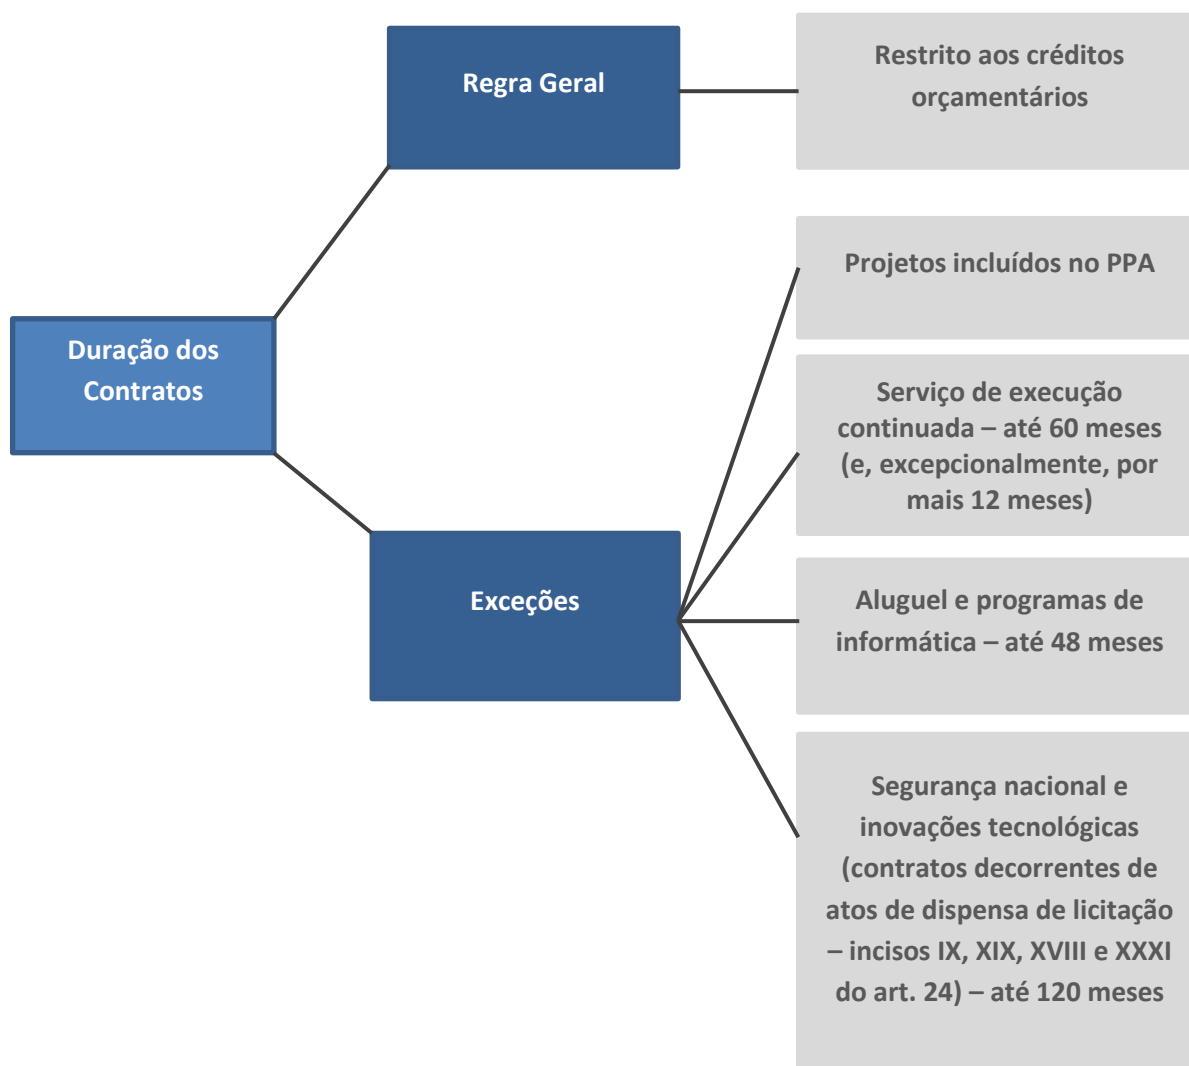 Regra Geral
Restrito aos créditos
orçamentários
Projetos incluídos no PPA
Duração dos
Contratos
Serviço de execução
continuada – até 60 meses
(e, excepcionalmente, por
mais 12 meses)
Exceções
Aluguel e programas de
informática – até 48 meses
Segurança nacional e
inovações tecnológicas
(contratos decorrentes de
atos de dispensa de licitação
– incisos IX, XIX, XVIII e XXXI
do art. 24) – até 120 meses